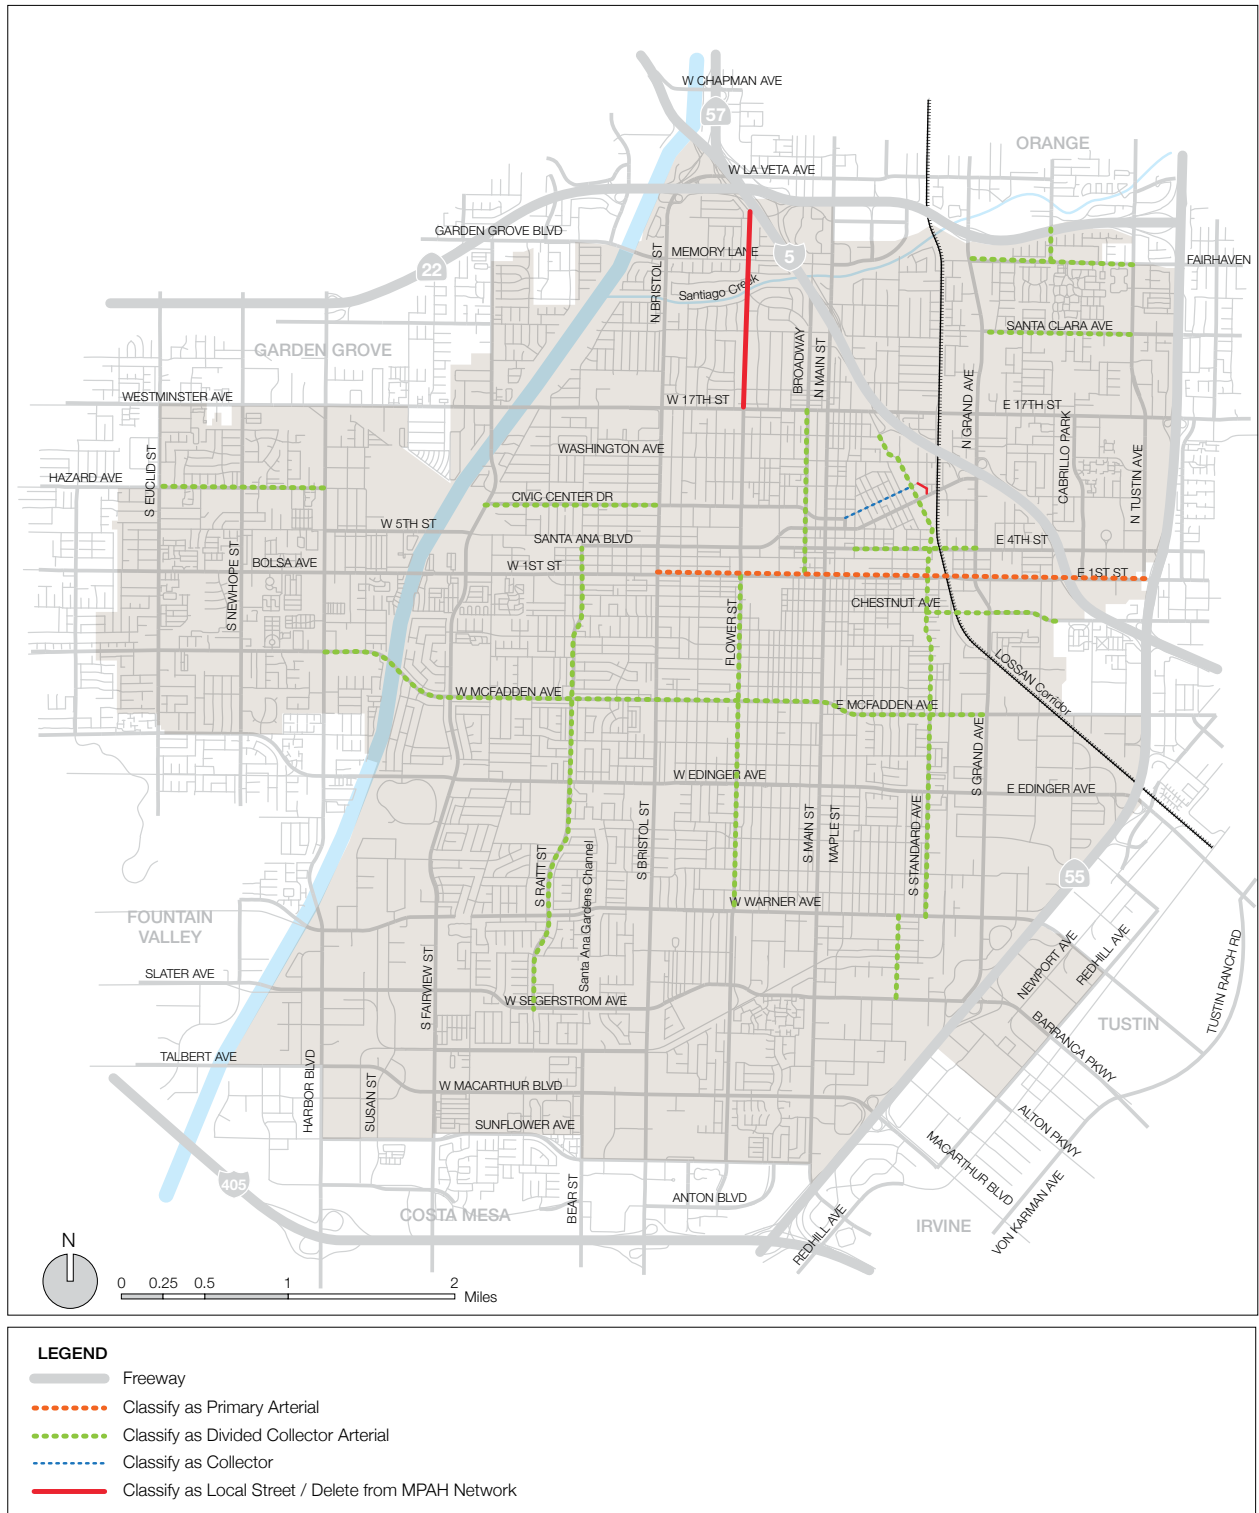 W CHAPMAN AVE
57
ORANGE
W LA VETA AVE
GARDEN GROVE BLVD
MEMORY LANE
5
FAIRHAVEN
22
N BRISTOL ST
Santiago Creek
SANTA CLARA AVE
GARDEN GROVE
BROADWAY
N MAIN ST
N GRAND AVE
WESTMINSTER AVE
W 17TH ST
E 17TH ST
CABRILLO PARK
N TUSTIN AVE
S EUCLID ST
WASHINGTON AVE
HAZARD AVE
CIVIC CENTER DR
W 5TH ST
SANTA ANA BLVD
E 4TH ST
S NEWHOPE ST
BOLSA AVE
W 1ST ST
E 1ST ST
FLOWER ST
CHESTNUT AVE
LOSSAN Corridor
W MCFADDEN AVE
E MCFADDEN AVE
S GRAND AVE
W EDINGER AVE
E EDINGER AVE
S BRISTOL ST
S MAIN ST
MAPLE ST
S STANDARD AVE
S RAITT ST
Santa Ana Gardens Channel
55
W WARNER AVE
FOUNTAIN
VALLEY
S FAIRVIEW ST
NEWPORT AVE
REDHILL AVE
TUSTIN RANCH RD
SLATER AVE
W SEGERSTROM AVE
BARRANCA PKWY
TUSTIN
TALBERT AVE
HARBOR BLVD
SUSAN ST
W MACARTHUR BLVD
SUNFLOWER AVE
ALTON PKWY
MACARTHUR BLVD
405
BEAR ST
ANTON BLVD
COSTA MESA
REDHILL AVE
IRVINE
VON KARMAN AVE
N
0 0.25 0.5 1 2
Miles
LEGEND
Freeway
Classify as Primary Arterial
Classify as Divided Collector Arterial
Classify as Collector
Classify as Local Street / Delete from MPAH Network